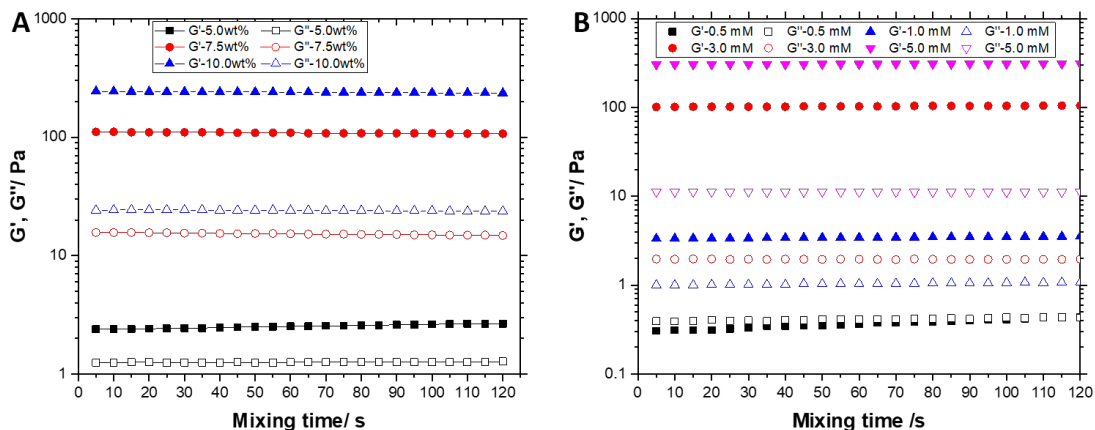 A
G'-5.0wt% G''-5.0wt%
G'-7.5wt% G''-7.5wt%
G'-10.0wt% G''-10.0wt%
1000
100
10
1
G', G''/ Pa
0 10 20 30 40 50 60 70 80 90 100 110 120
Mixing time/ s
B
G'-0.5 mM G''-0.5 mM G'-1.0 mM G''-1.0 mM
G'-3.0 mM G''-3.0 mM G'-5.0 mM G''-5.0 mM
1000
100
10
1
0.1
G', G''/ Pa
0 10 20 30 40 50 60 70 80 90 100 110 120
Mixing time /s